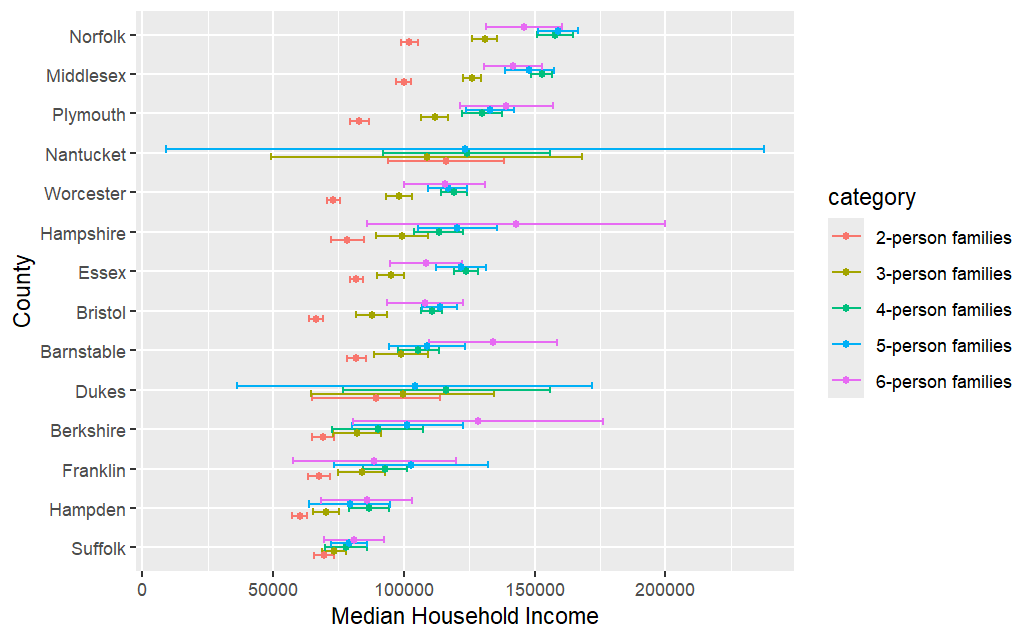 County
Norfolk
Middlesex
Plymouth
Nantucket
Worcester
Hampshire
Essex
Bristol
Barnstable
Dukes
Berkshire
Franklin
Hampden
Suffolk
0 50000 100000 150000 200000
Median Household Income
category
2-person families
3-person families
4-person families
5-person families
6-person families